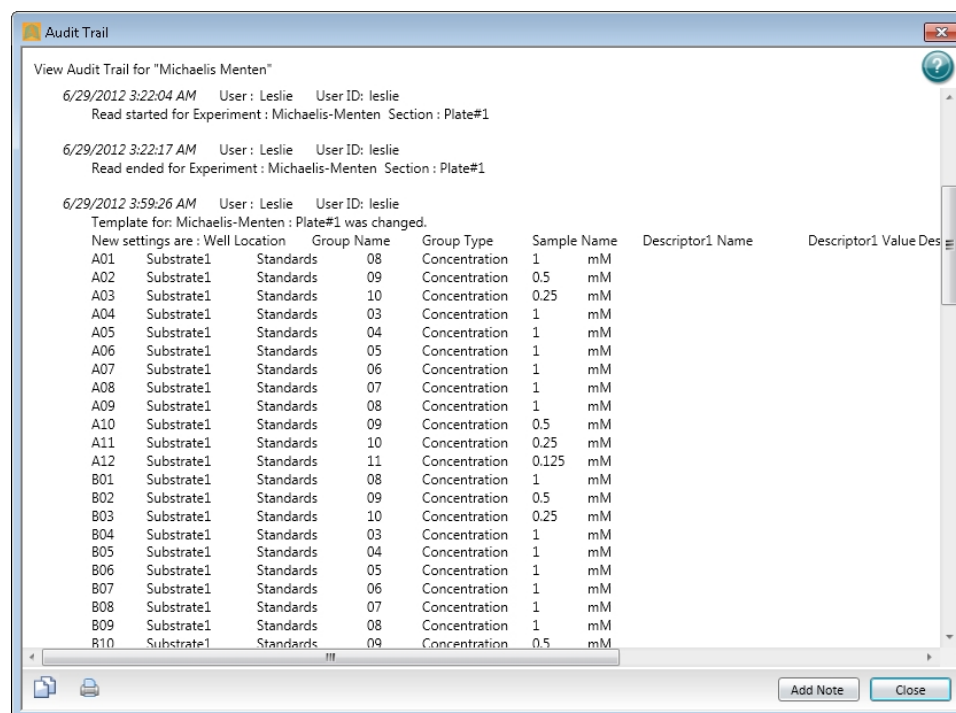 Audit Trail
View Audit Trail for "Michaelis Menten"
?
6/29/2012 3:22:04 AM User : Leslie User ID: leslie
Read started for Experiment : Michaelis-Menten Section : Plate#1
6/29/2012 3:22:17 AM User : Leslie User ID: leslie
Read ended for Experiment : Michaelis-Menten Section : Plate#1
6/29/2012 3:59:26 AM User : Leslie User ID: leslie
Template for: Michaelis-Menten : Plate#1 was changed.
New settings are : Well Location Group Name Group Type Sample Name Descriptor1 Name Descriptor1 Value Des
A01 Substrate1 Standards 08 Concentration 1 mM
A02 Substrate1 Standards 09 Concentration 0.5 mM
A03 Substrate1 Standards 10 Concentration 0.25 mM
A04 Substrate1 Standards 03 Concentration 1 mM
A05 Substrate1 Standards 04 Concentration 1 mM
A06 Substrate1 Standards 05 Concentration 1 mM
A07 Substrate1 Standards 06 Concentration 1 mM
A08 Substrate1 Standards 07 Concentration 1 mM
A09 Substrate1 Standards 08 Concentration 1 mM
A10 Substrate1 Standards 09 Concentration 0.5 mM
A11 Substrate1 Standards 10 Concentration 0.25 mM
A12 Substrate1 Standards 11 Concentration 0.125 mM
B01 Substrate1 Standards 08 Concentration 1 mM
B02 Substrate1 Standards 09 Concentration 0.5 mM
B03 Substrate1 Standards 10 Concentration 0.25 mM
B04 Substrate1 Standards 03 Concentration 1 mM
B05 Substrate1 Standards 04 Concentration 1 mM
B06 Substrate1 Standards 05 Concentration 1 mM
B07 Substrate1 Standards 06 Concentration 1 mM
B08 Substrate1 Standards 07 Concentration 1 mM
B09 Substrate1 Standards 08 Concentration 1 mM
B10 Substrate1 Standards 09 Concentration 0.5 mM
Add Note Close